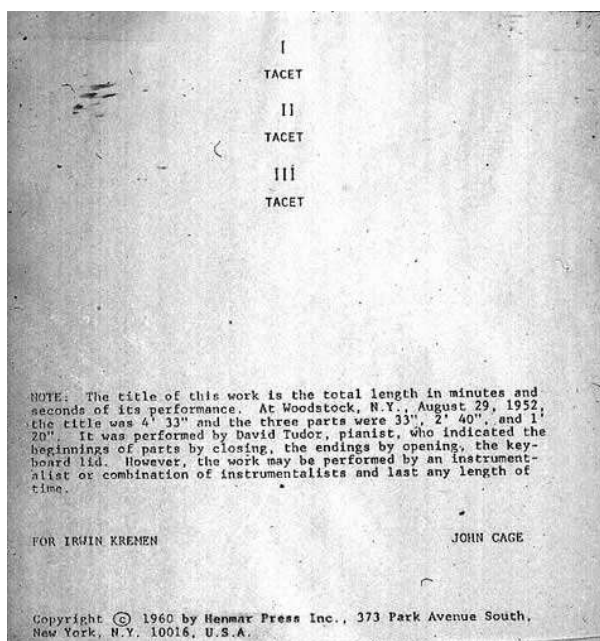 I
TACET
II
TACET
III
TACET
NOTE: The title of this work is the total length in minutes and
seconds of its performance. At Woodstock, N.Y., August 29, 1952,
the title was 4' 33" and the three parts were 33", 2' 40", and 1'
20". It was performed by David Tudor, pianist, who indicated the
beginnings of parts by closing, the endings by opening, the key-
board lid. However, the work may be performed by an instrument-
alist or combination of instrumentalists and last any length of
time.
FOR IRWIN KREMEN JOHN CAGE
Copyright © 1960 by Henmar Press Inc., 373 Park Avenue South,
New York, N.Y. 10016, U.S.A.